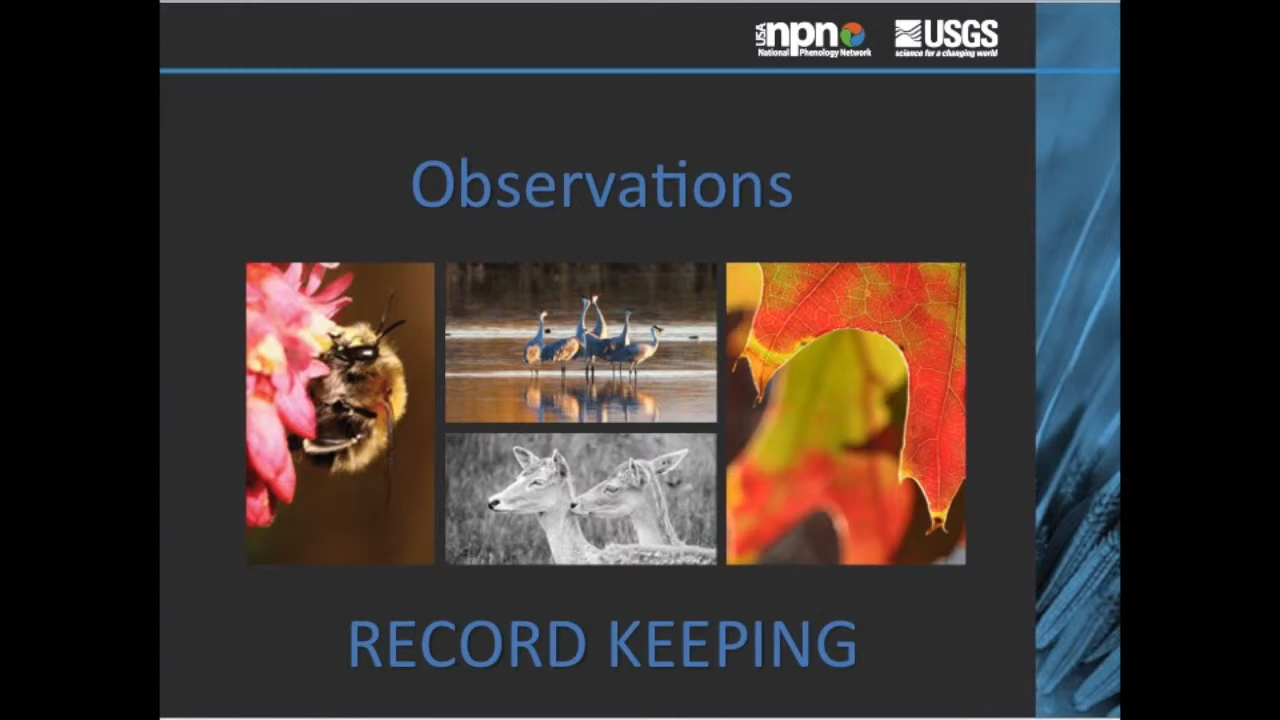 USA npn
National Phenology Network
USGS
science for a changing world
Observations
RECORD KEEPING